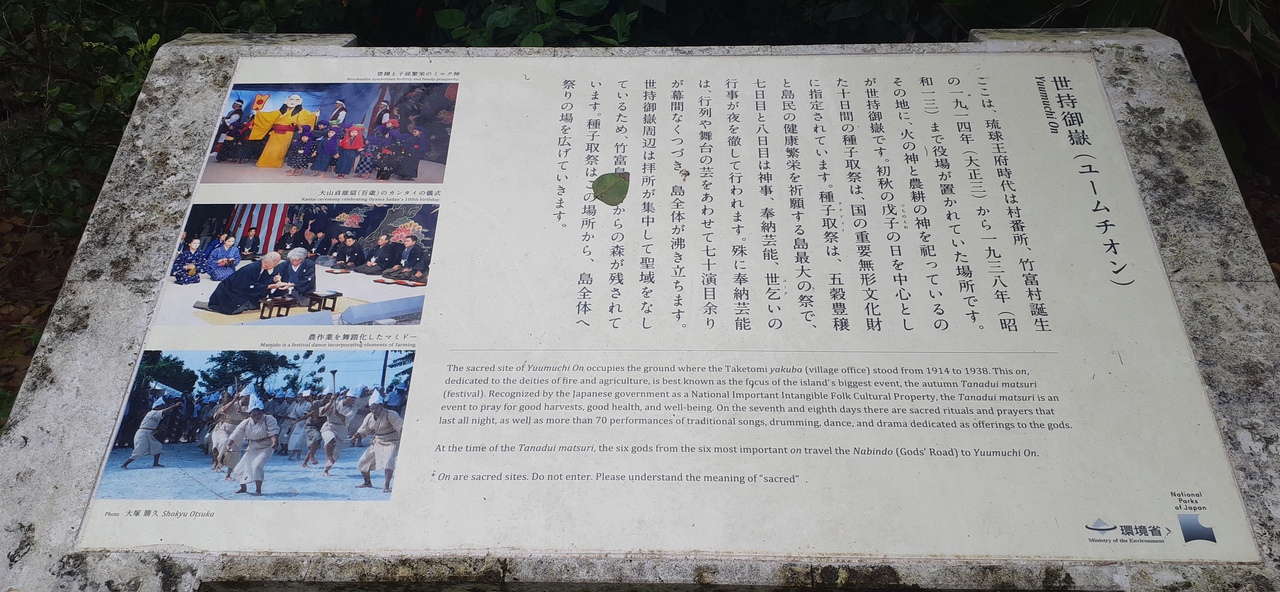 世持御嶽(ユームチオン)
Yuumuchi On
ここは、琉球王府時代は村番所、竹富村誕生
の一九一四年(大正三)から一九三八年(昭
和一三)まで役場が置かれていた場所です。
その地に、火の神と農耕の神を祀っているの
が世持御嶽です。初秋の戊子の日を中心とし
た十日間の種子取祭は、国の重要無形文化財
に指定されています。種子取祭は、五穀豊穣
と島民の健康繁栄を祈願する島最大の祭で、
七日目と八日目は神事、奉納芸能、世乞いの
行事が夜を徹して行われます。殊に奉納芸能
は、行列や舞台の芸をあわせて七十演目余り
が幕間なくつづき、島全体が沸き立ちます。
世持御嶽周辺は拝所が集中して聖域をなし
ているため、竹富からの森が残されて
います。種子取祭はこの場所から、島全体へ
祭りの場を広げていきます。
The sacred site of Yuumuchi On occupies the ground where the Taketomi yakuba (village office) stood from 1914 to 1938. This on,
dedicated to the deities of fire and agriculture, is best known as the focus of the island's biggest event, the autumn Tanadui matsuri
(festival). Recognized by the Japanese government as a National Important Intangible Folk Cultural Property, the Tanadui matsuri is an
event to pray for good harvests, good health, and well-being. On the seventh and eighth days there are sacred rituals and prayers that
last all night, as well as more than 70 performances of traditional songs, drumming, dance, and drama dedicated as offerings to the gods.
At the time of the Tanadui matsuri, the six gods from the six most important on travel the Nabindo (Gods' Road) to Yuumuchi On.
* On are sacred sites. Do not enter. Please understand the meaning of "sacred" .
豊穣と子孫繁栄のミルク神
symbolizes fertility and family prosperity
大山貞雄翁(百歳)のカンタイの儀式
Kantai ceremony celebrating Oyama Sadao's 100th birthday
農作業を舞踊化したマミドー
Mamido is a festival dance incorporating elements of farming
Photo 大塚 勝久 Shokyu Otsuka
環境省
Ministry of the Environment
National
Parks
of Japan